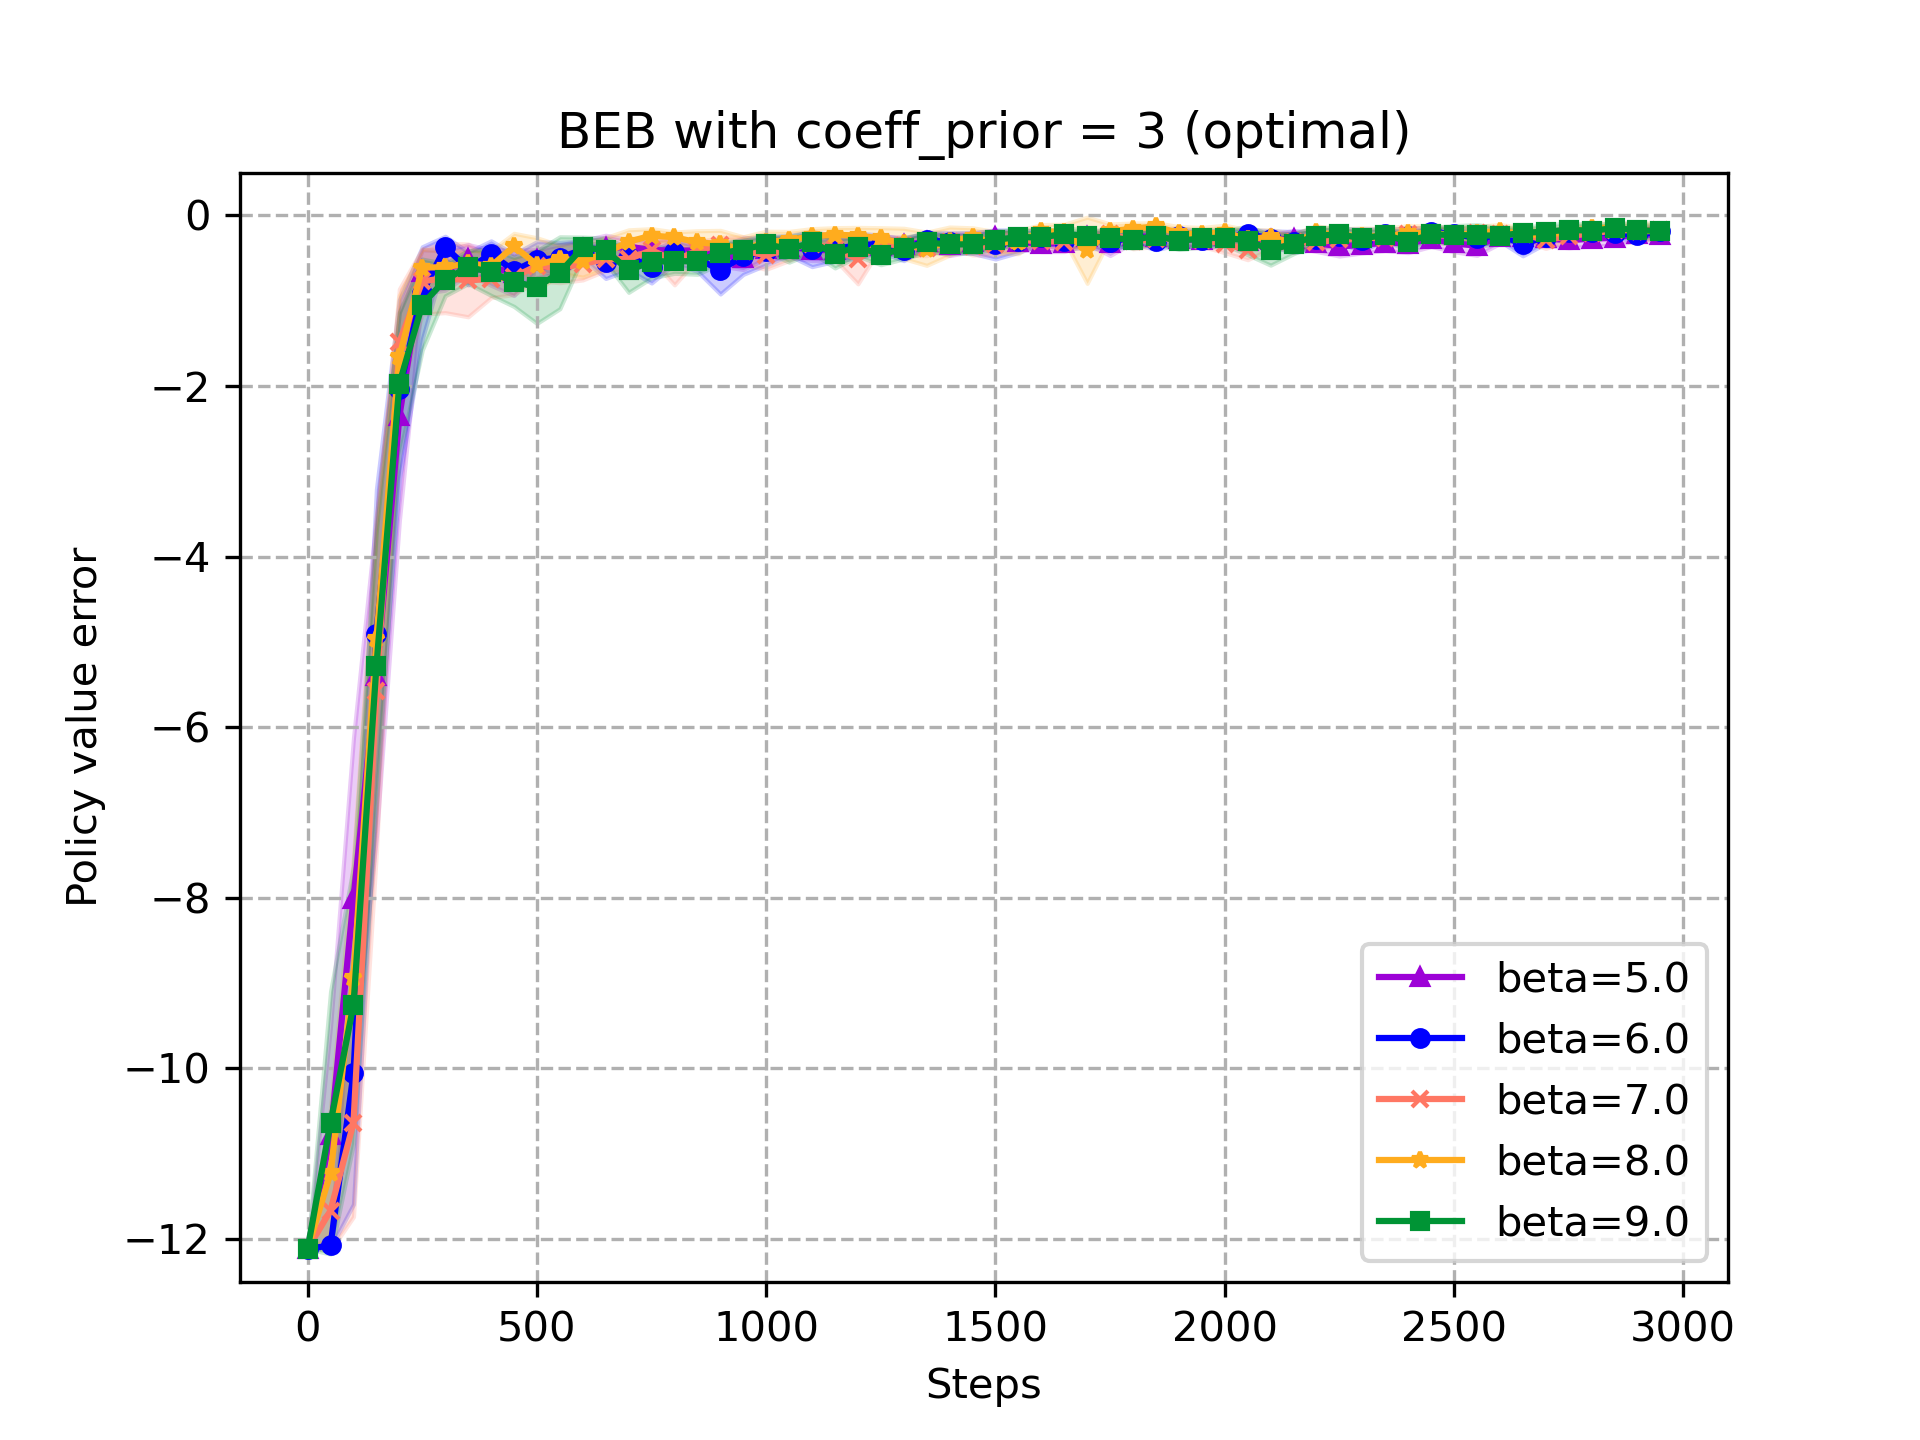 BEB with coeff_prior = 3 (optimal)
0
−2
−4
−6
−8
−10
−12
Policy value error
0 500 1000 1500 2000 2500 3000
Steps
beta=5.0
beta=6.0
beta=7.0
beta=8.0
beta=9.0